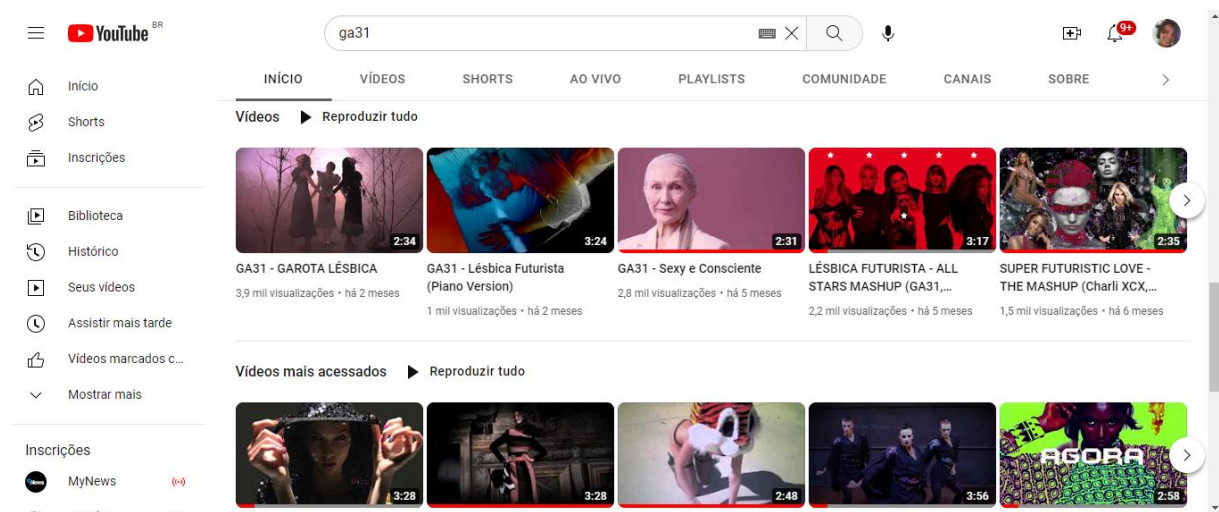 YouTube BR
ga31
9+
Início
Shorts
Inscrições
Biblioteca
Histórico
Seus vídeos
Assistir mais tarde
Vídeos marcados c...
Mostrar mais
Inscrições
MyNews
INÍCIO VÍDEOS SHORTS AO VIVO PLAYLISTS COMUNIDADE CANAIS SOBRE
Vídeos Reproduzir tudo
2:34
GA31 - GAROTA LÉSBICA
3,9 mil visualizações • há 2 meses
3:24
GA31 - Lésbica Futurista
(Piano Version)
1 mil visualizações • há 2 meses
2:31
GA31 - Sexy e Consciente
2,8 mil visualizações • há 5 meses
3:17
LÉSBICA FUTURISTA - ALL
STARS MASHUP (GA31,...
2,2 mil visualizações • há 5 meses
2:35
SUPER FUTURISTIC LOVE -
THE MASHUP (Charli XCX,...
1,5 mil visualizações • há 6 meses
Vídeos mais acessados Reproduzir tudo
3:28
3:28
2:48
3:56
AGORA
2:58